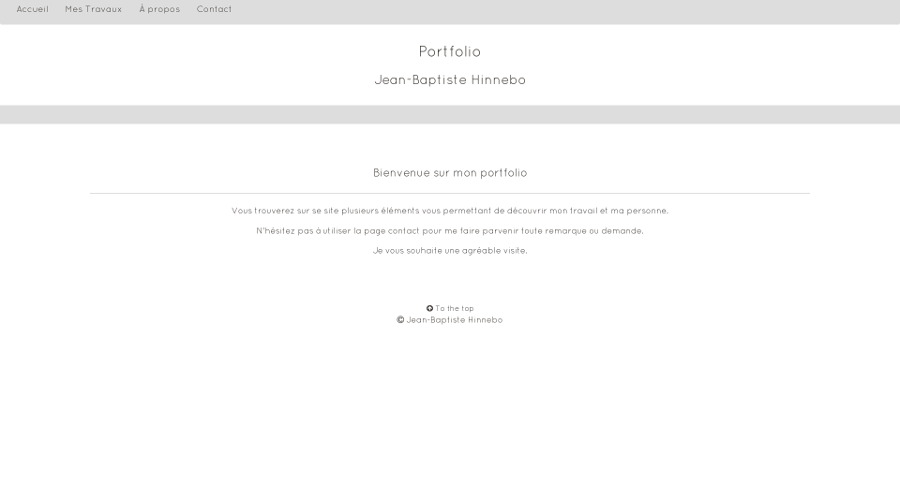 Accueil Mes Travaux À propos Contact
Portfolio
Jean-Baptiste Hinnebo
Bienvenue sur mon portfolio
Vous trouverez sur se site plusieurs éléments vous permettant de découvrir mon travail et ma personne.
N'hésitez pas à utiliser la page contact pour me faire parvenir toute remarque ou demande.
Je vous souhaite une agréable visite.
To the top
© Jean-Baptiste Hinnebo